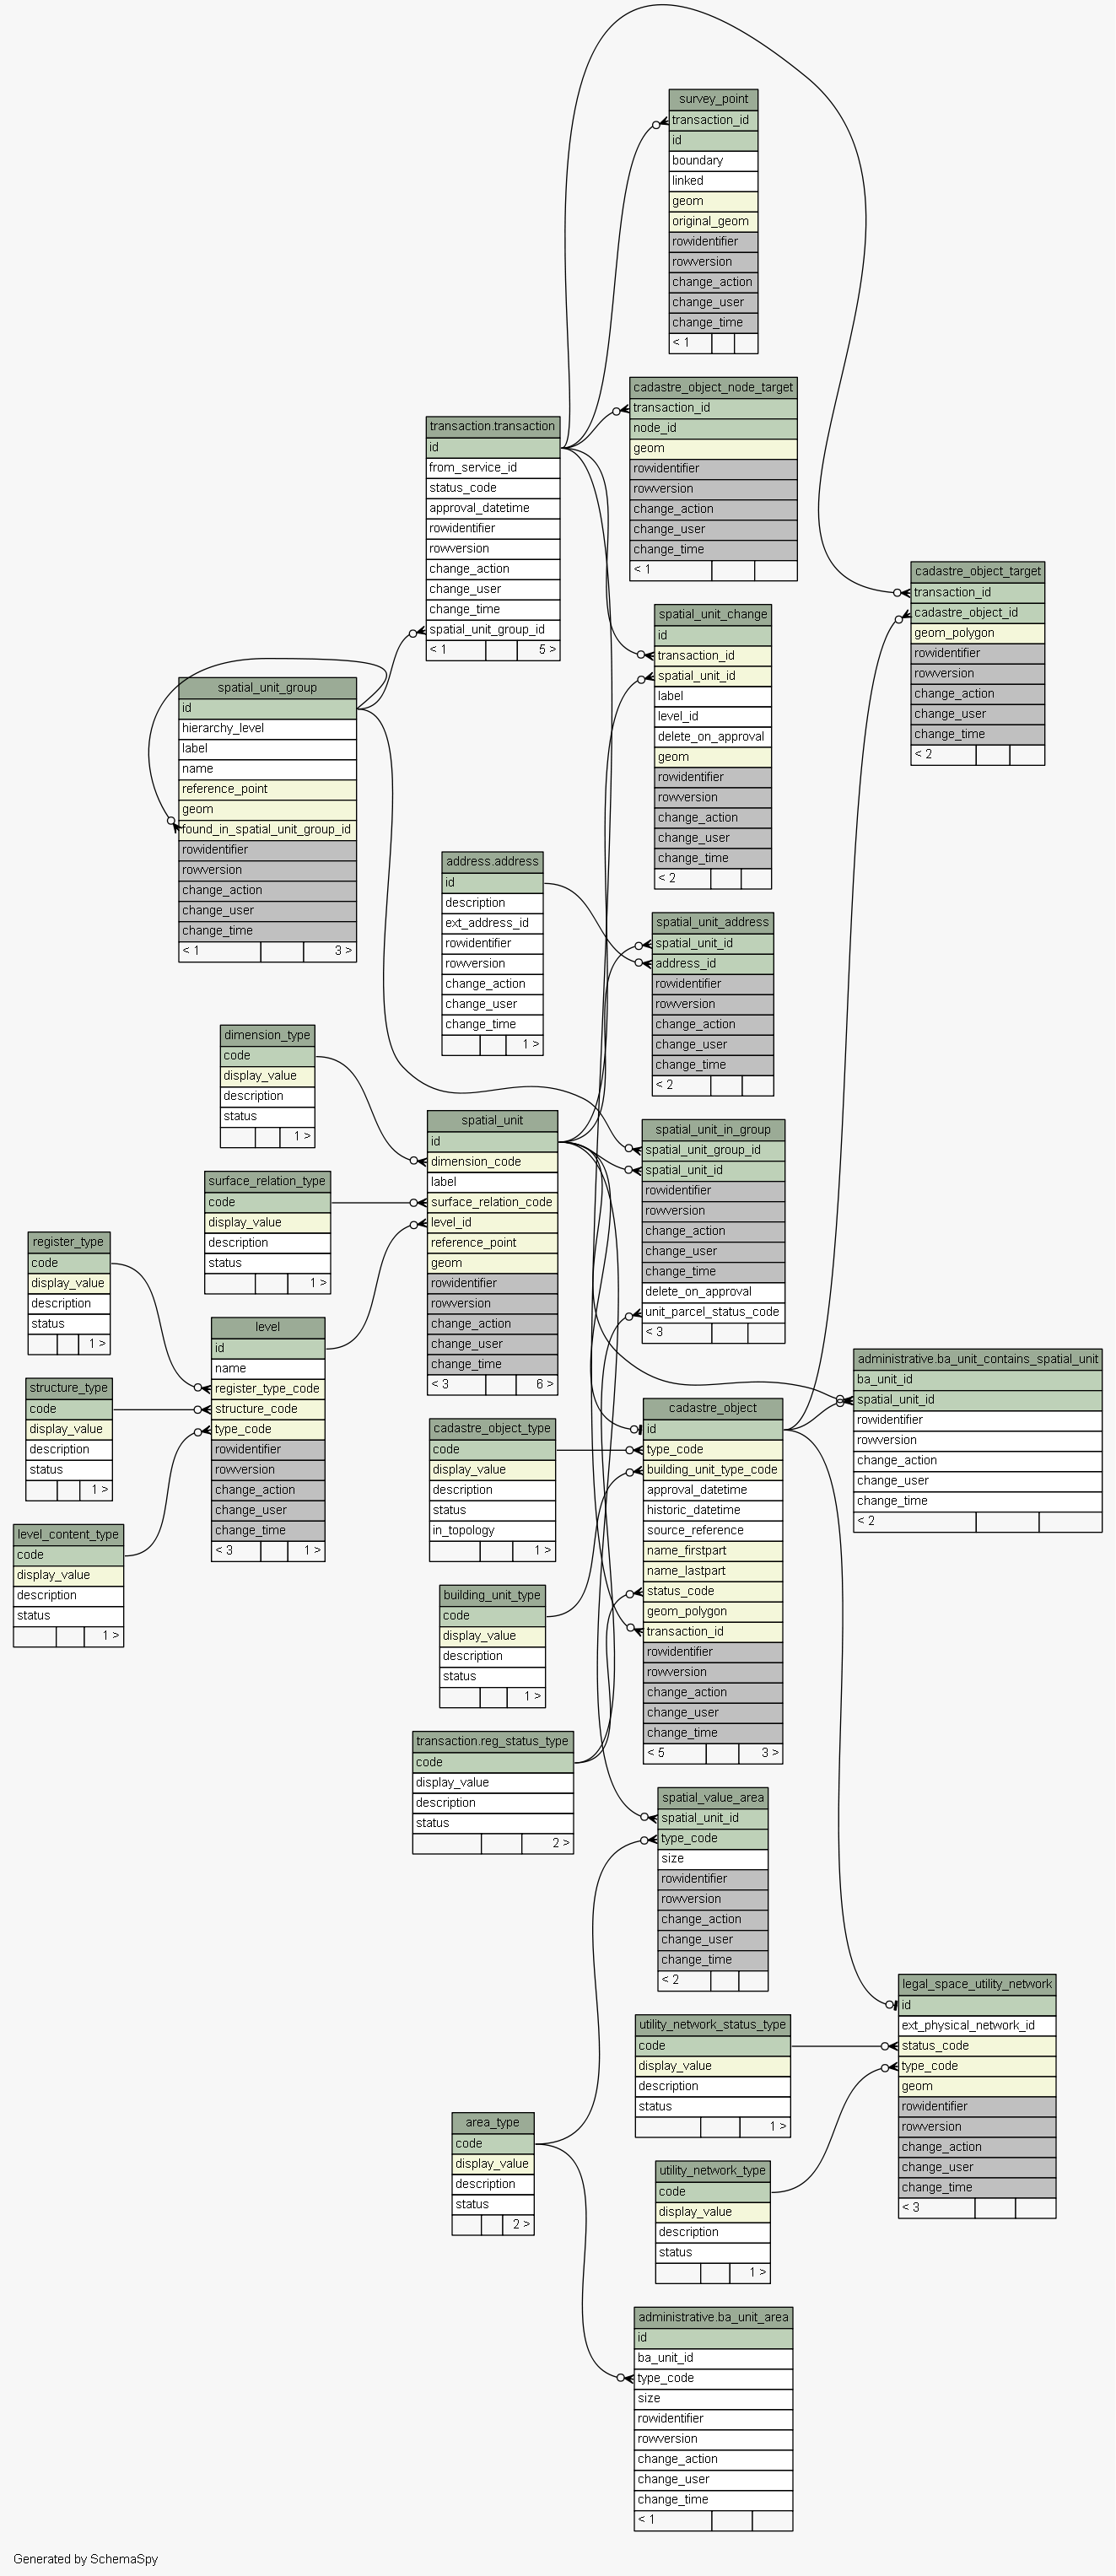 survey_point
transaction_id
id
boundary
linked
geom
original_geom
rowidentifier
rowversion
change_action
change_user
change_time
< 1
cadastre_object_node_target
transaction_id
node_id
geom
rowidentifier
rowversion
change_action
change_user
change_time
< 1
transaction.transaction
id
from_service_id
status_code
approval_datetime
rowidentifier
rowversion
change_action
change_user
change_time
spatial_unit_group_id
< 1 5 >
cadastre_object_target
transaction_id
cadastre_object_id
geom_polygon
rowidentifier
rowversion
change_action
change_user
change_time
< 2
spatial_unit_change
id
transaction_id
spatial_unit_id
label
level_id
delete_on_approval
geom
rowidentifier
rowversion
change_action
change_user
change_time
< 2
spatial_unit_group
id
hierarchy_level
label
name
reference_point
geom
found_in_spatial_unit_group_id
rowidentifier
rowversion
change_action
change_user
change_time
< 1 3 >
address.address
id
description
ext_address_id
rowidentifier
rowversion
change_action
change_user
change_time
1 >
spatial_unit_address
spatial_unit_id
address_id
rowidentifier
rowversion
change_action
change_user
change_time
< 2
dimension_type
code
display_value
description
status
1 >
spatial_unit
id
dimension_code
label
surface_relation_code
level_id
reference_point
geom
rowidentifier
rowversion
change_action
change_user
change_time
< 3 6 >
spatial_unit_in_group
spatial_unit_group_id
spatial_unit_id
rowidentifier
rowversion
change_action
change_user
change_time
delete_on_approval
unit_parcel_status_code
< 3
surface_relation_type
code
display_value
description
status
1 >
register_type
code
display_value
description
status
1 >
level
id
name
register_type_code
structure_code
type_code
rowidentifier
rowversion
change_action
change_user
change_time
< 3 1 >
administrative.ba_unit_contains_spatial_unit
ba_unit_id
spatial_unit_id
rowidentifier
rowversion
change_action
change_user
change_time
< 2
structure_type
code
display_value
description
status
1 >
cadastre_object
id
type_code
building_unit_type_code
approval_datetime
historic_datetime
source_reference
name_firstpart
name_lastpart
status_code
geom_polygon
transaction_id
rowidentifier
rowversion
change_action
change_user
change_time
< 5 3 >
cadastre_object_type
code
display_value
description
status
in_topology
1 >
level_content_type
code
display_value
description
status
1 >
building_unit_type
code
display_value
description
status
1 >
transaction.reg_status_type
code
display_value
description
status
2 >
spatial_value_area
spatial_unit_id
type_code
size
rowidentifier
rowversion
change_action
change_user
change_time
< 2
legal_space_utility_network
id
ext_physical_network_id
status_code
type_code
geom
rowidentifier
rowversion
change_action
change_user
change_time
< 3
utility_network_status_type
code
display_value
description
status
1 >
area_type
code
display_value
description
status
2 >
utility_network_type
code
display_value
description
status
1 >
administrative.ba_unit_area
id
ba_unit_id
type_code
size
rowidentifier
rowversion
change_action
change_user
change_time
< 1
Generated by SchemaSpy